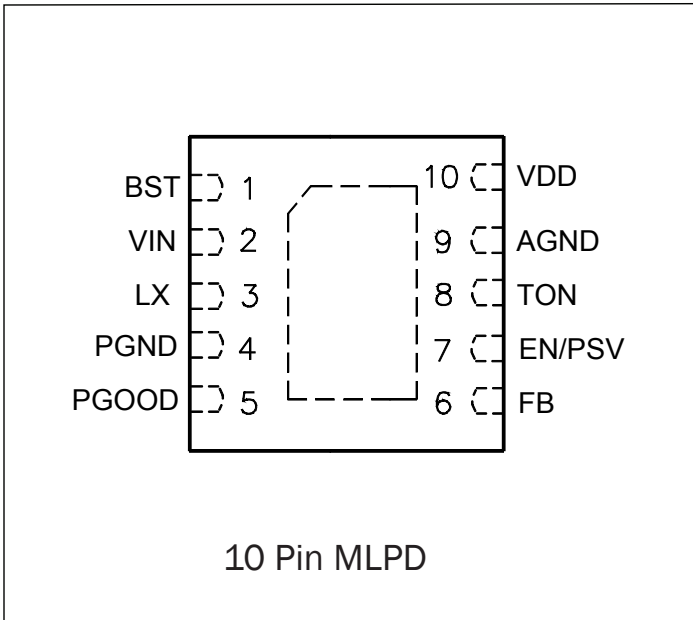 BST 1 10 VDD
VIN 2 9 AGND
LX 3 8 TON
PGND 4 7 EN/PSV
PGOOD 5 6 FB
10 Pin MLPD